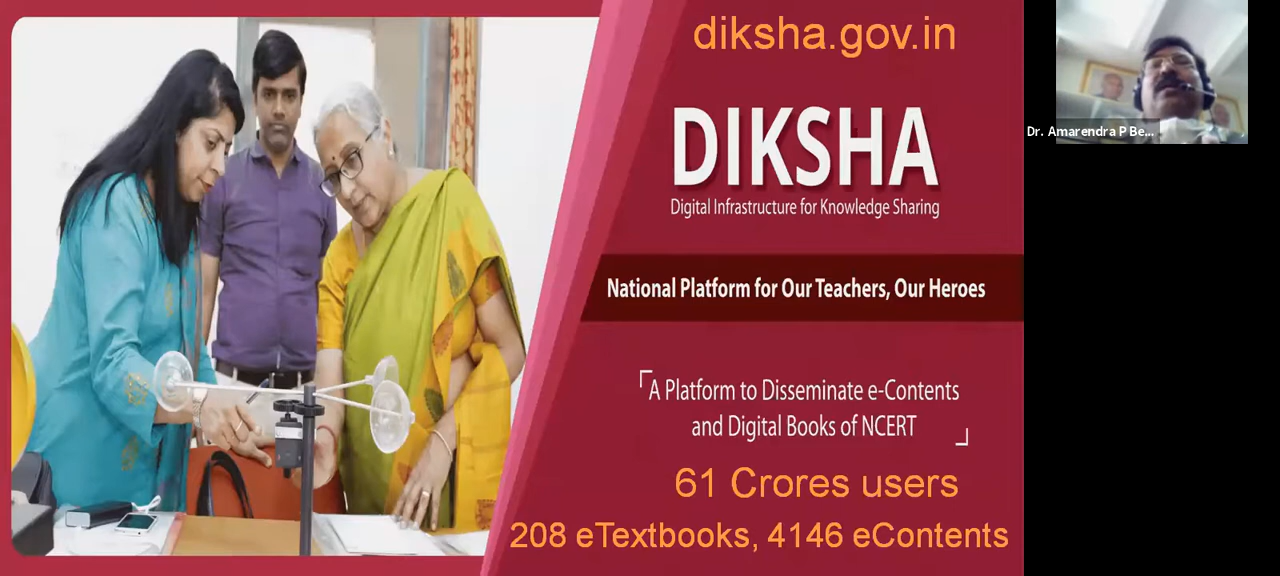 diksha.gov.in
DIKSHA
Digital Infrastructure for Knowledge Sharing
National Platform for Our Teachers, Our Heroes
A Platform to Disseminate e-Contents
and Digital Books of NCERT
61 Crores users
208 eTextbooks, 4146 eContents
Dr. Amarendra P Be...